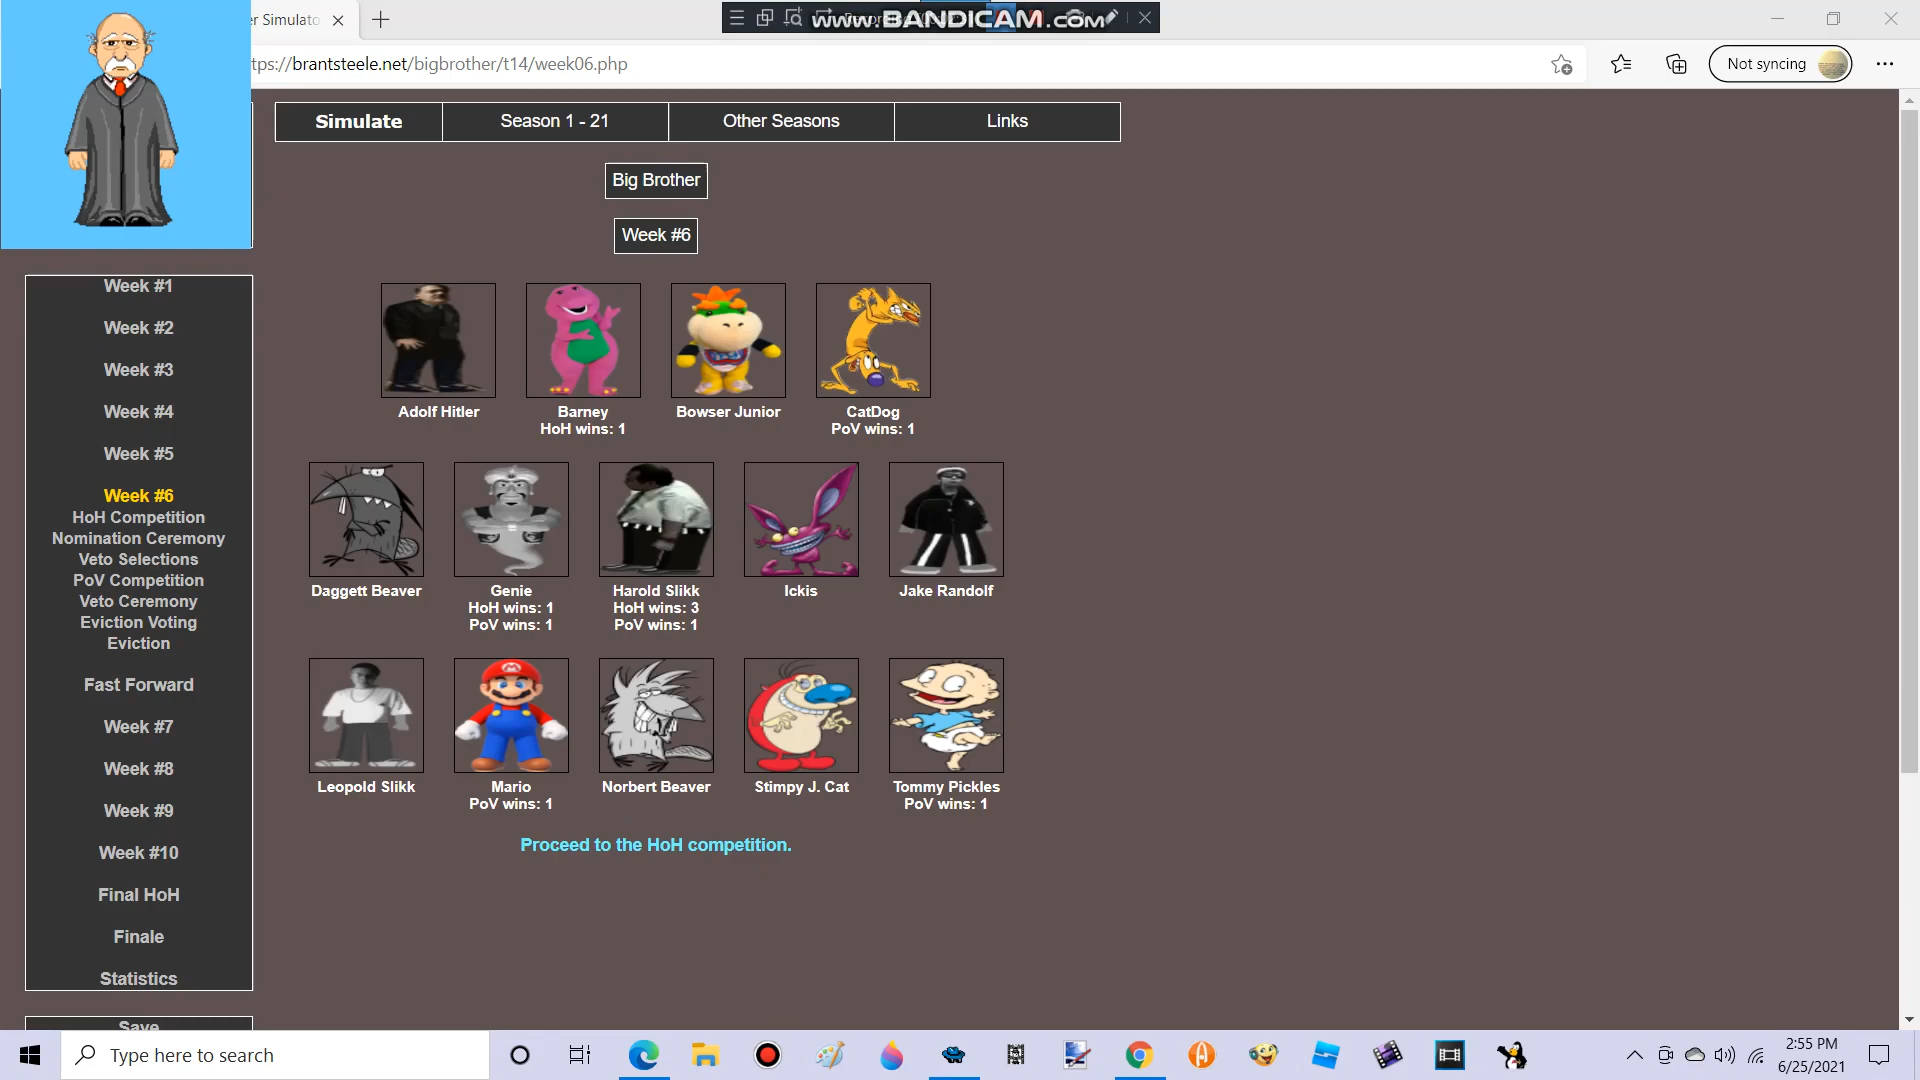 er Simulato
www.BANDICAM.com
tps://brantsteele.net/bigbrother/t14/week06.php
Not syncing
Simulate
Season 1 - 21
Other Seasons
Links
Big Brother
Week #6
Adolf Hitler
Barney
HoH wins: 1
Bowser Junior
CatDog
PoV wins: 1
Daggett Beaver
Genie
HoH wins: 1
PoV wins: 1
Harold Slikk
HoH wins: 3
PoV wins: 1
Ickis
Jake Randolf
Leopold Slikk
Mario
PoV wins: 1
Norbert Beaver
Stimpy J. Cat
Tommy Pickles
PoV wins: 1
Proceed to the HoH competition.
Week #1
Week #2
Week #3
Week #4
Week #5
Week #6
HoH Competition
Nomination Ceremony
Veto Selections
PoV Competition
Veto Ceremony
Eviction Voting
Eviction
Fast Forward
Week #7
Week #8
Week #9
Week #10
Final HoH
Finale
Statistics
Save
Type here to search
2:55 PM
6/25/2021